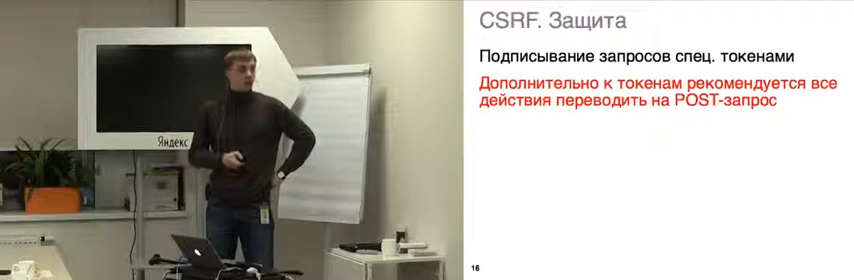 Яндекс
CSRF. Защита
Подписывание запросов спец. токенами
Дополнительно к токенам рекомендуется все
действия переводить на POST-запрос
16